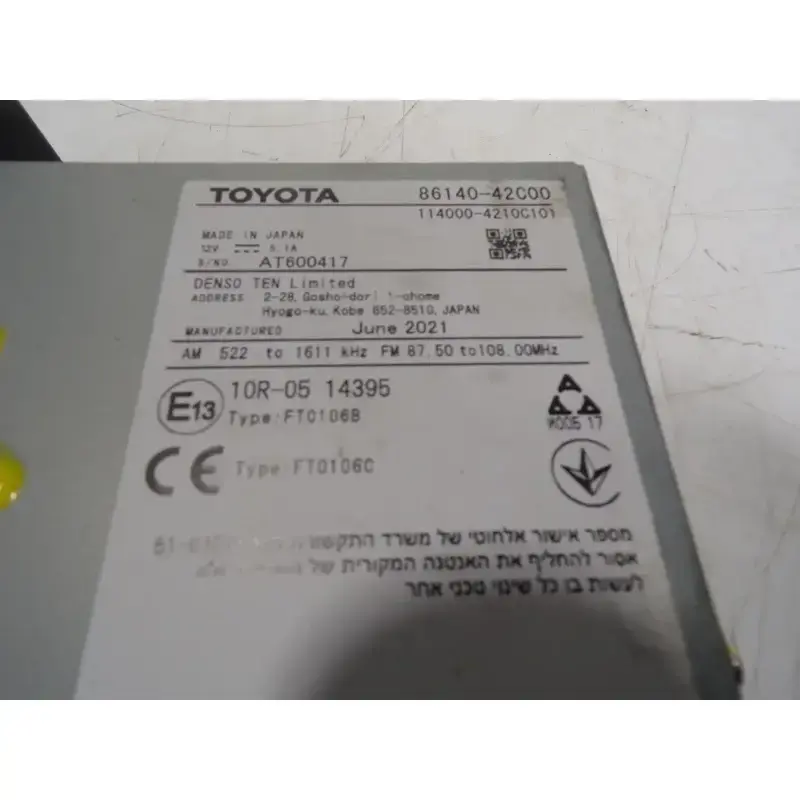 TOYOTA 86140-42C00
114000-4210C101
MADE IN JAPAN
12V 5.1A
S/NO. AT600417
DENSO TEN Limited
ADDRESS 2-28, Gosho-dori 1-chome
Hyogo-ku, Kobe 652-8510, JAPAN
MANUFACTURED June 2021
AM 522 to 1611 kHz FM 87.50 to108.00MHz
E13 10R-05 14395
Type:FT0106B
W005 17
CE Type FT0106C
מספר אישור אלחוטי של משרד התקשורת
אסור להחליף את האנטנה המקורית של
לעשות בו כל שינוי טכני אחר